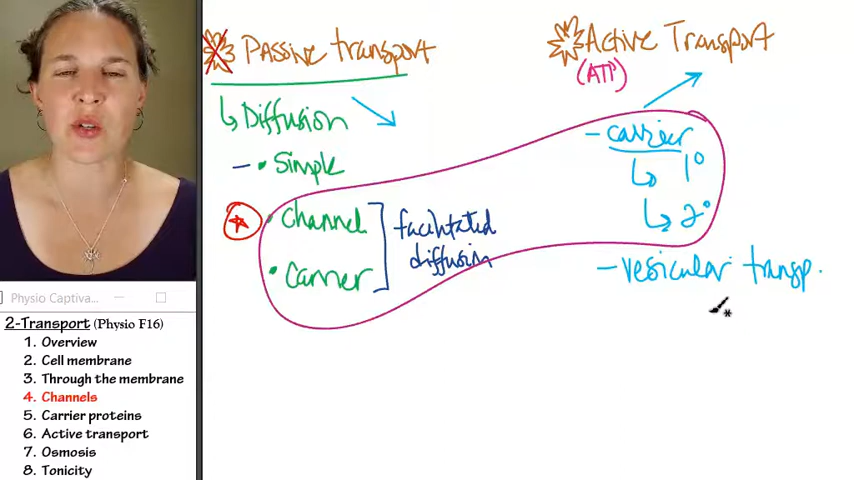 Passive transport
Active Transport
(ATP)
↳ Diffusion
- carrier
- • Simple
↳ 1°
• Channel
facilitated
↳ 2°
diffusion
• Carrier
- vesicular transp.
Physio Captiva...
2-Transport (Physio F16)
1. Overview
2. Cell membrane
3. Through the membrane
4. Channels
5. Carrier proteins
6. Active transport
7. Osmosis
8. Tonicity